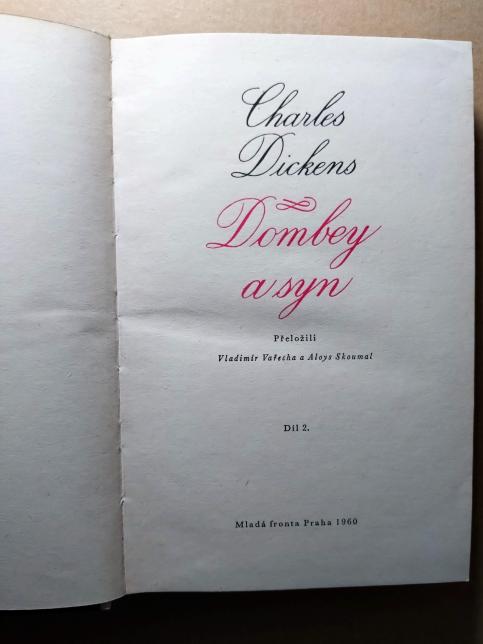 Charles
Dickens
Dombey
a syn
Přeložili
Vladimír Vařecha a Aloys Skoumal
Díl 2.
Mladá fronta Praha 1960